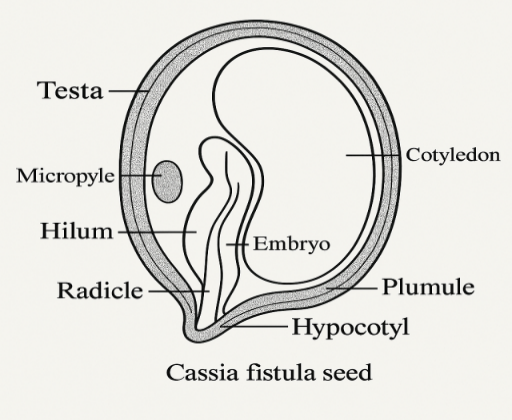 Testa
Cotyledon
Micropyle
Hilum
Embryo
Radicle
Plumule
Hypocotyl
Cassia fistula seed